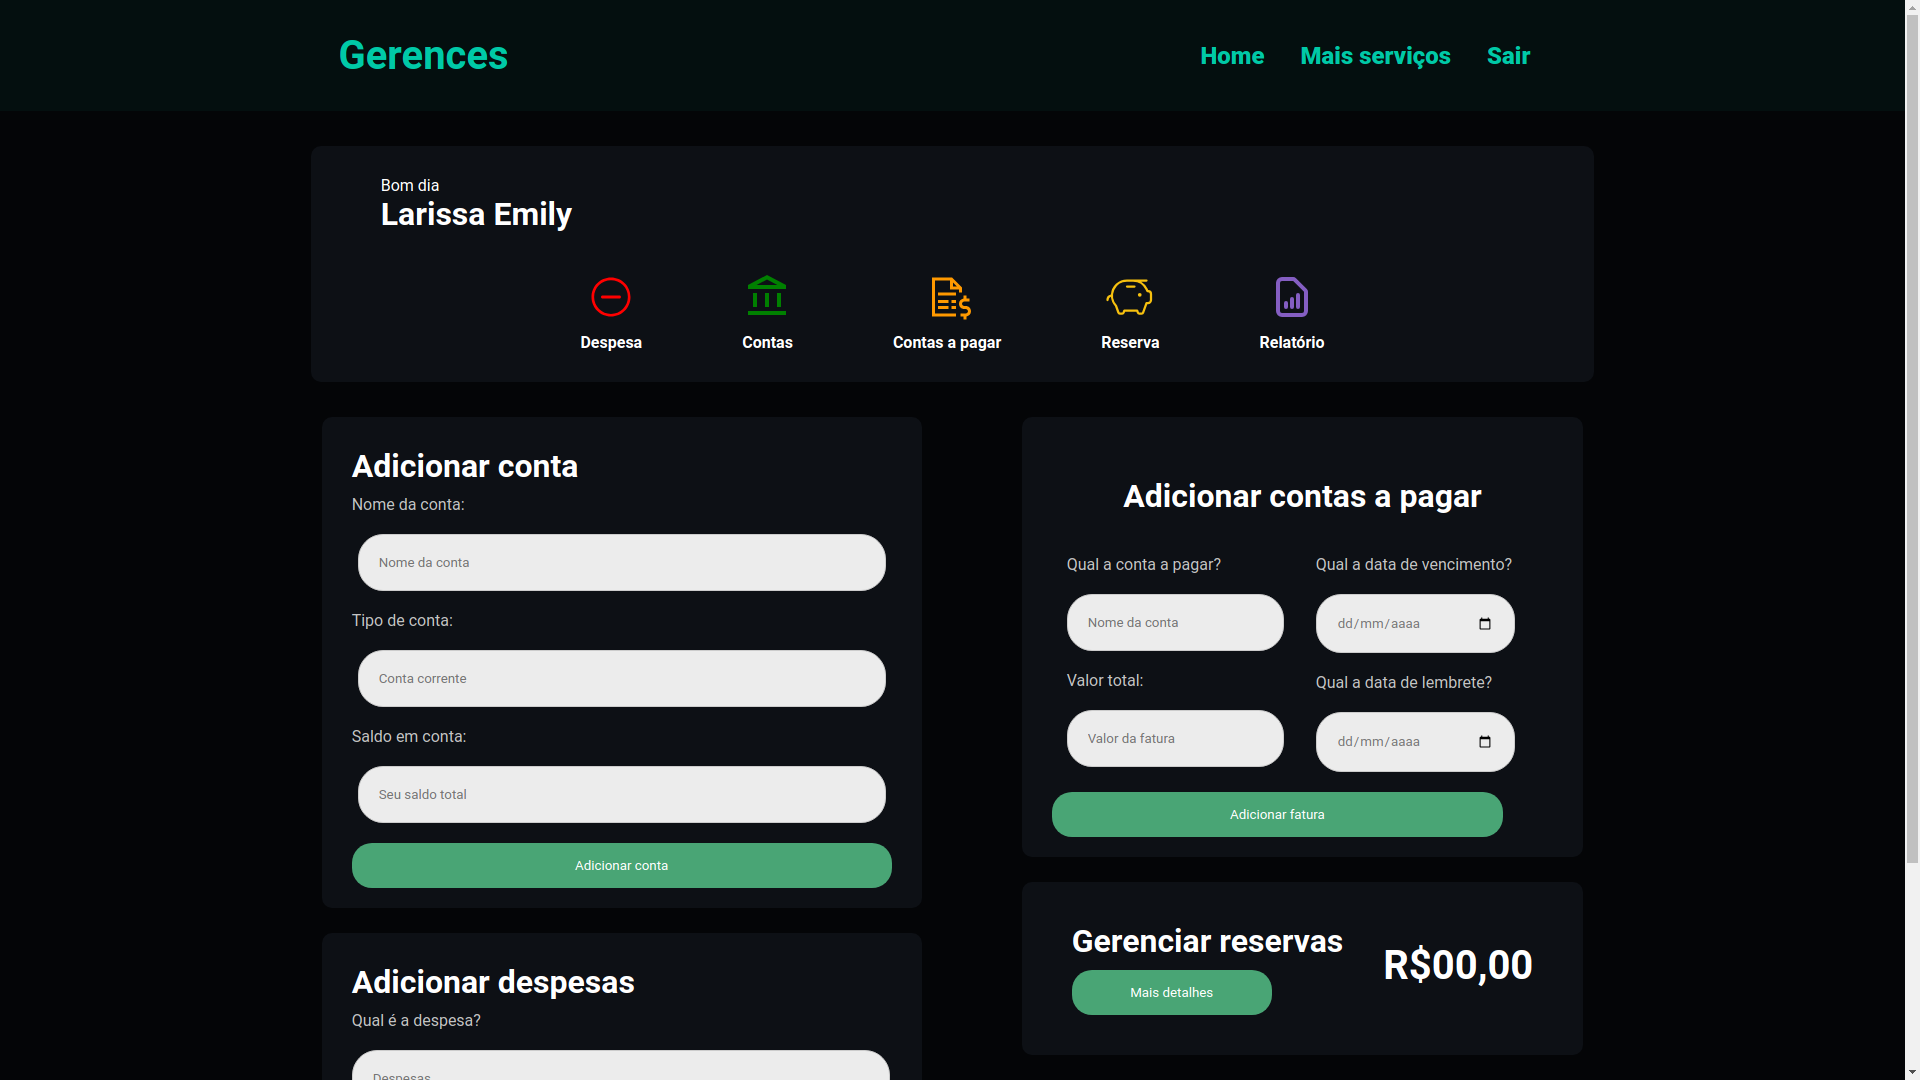 Gerences
Home
Mais serviços
Sair
Bom dia
Larissa Emily
Despesa
Contas
Contas a pagar
Reserva
Relatório
Adicionar conta
Nome da conta:
Nome da conta
Tipo de conta:
Conta corrente
Saldo em conta:
Seu saldo total
Adicionar conta
Adicionar despesas
Qual é a despesa?
Despesas
Adicionar contas a pagar
Qual a conta a pagar?
Nome da conta
Valor total:
Valor da fatura
Qual a data de vencimento?
dd/mm/aaaa
Qual a data de lembrete?
dd/mm/aaaa
Adicionar fatura
Gerenciar reservas
Mais detalhes
R$00,00